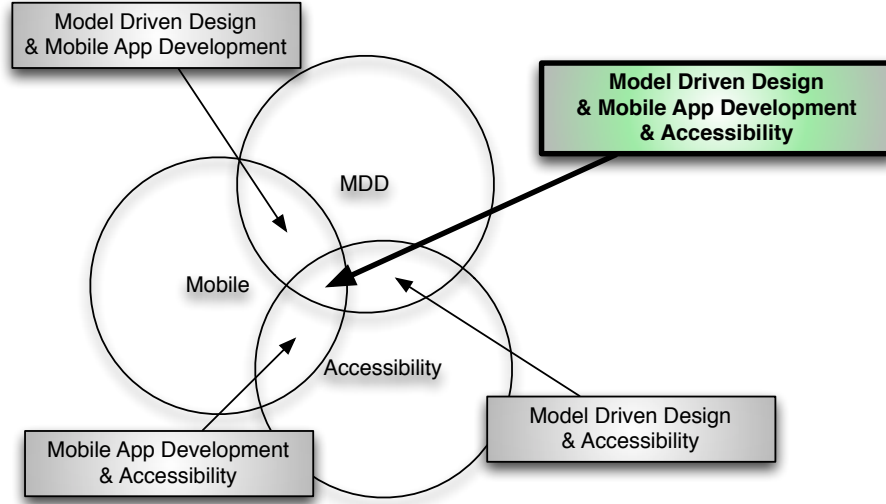 Model Driven Design
& Mobile App Development
Model Driven Design
& Mobile App Development
& Accessibility
MDD
Mobile
Accessibility
Model Driven Design
& Accessibility
Mobile App Development
& Accessibility